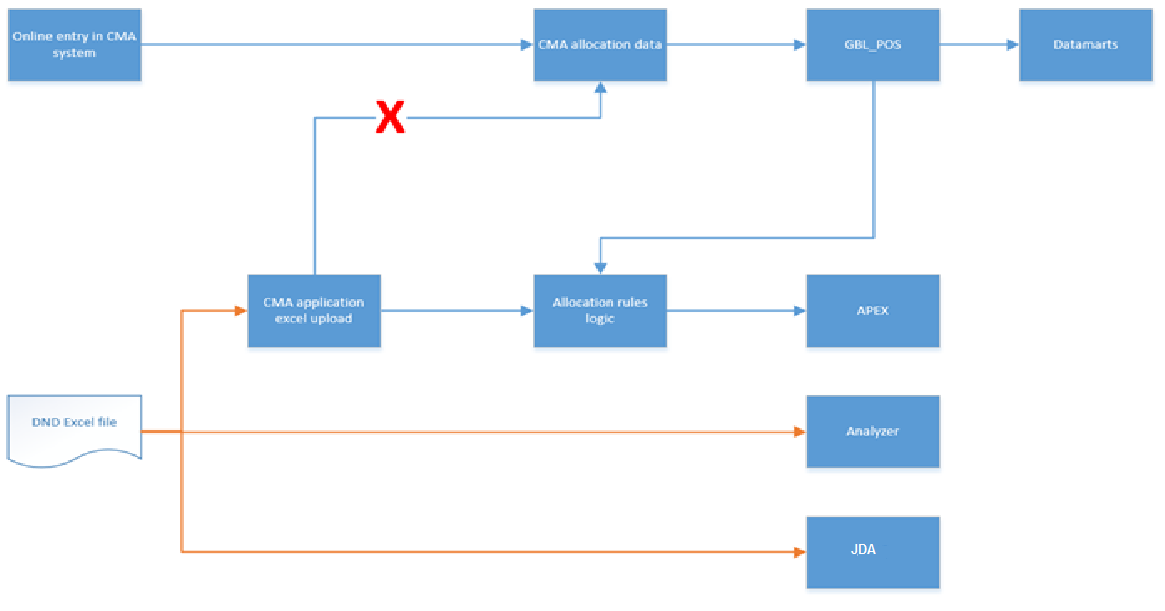 Online entry in CMA
system
CMA allocation data
GBL_POS
Datamarts
X
CMA application
excel upload
Allocation rules
logic
APEX
DND Excel file
Analyzer
JDA